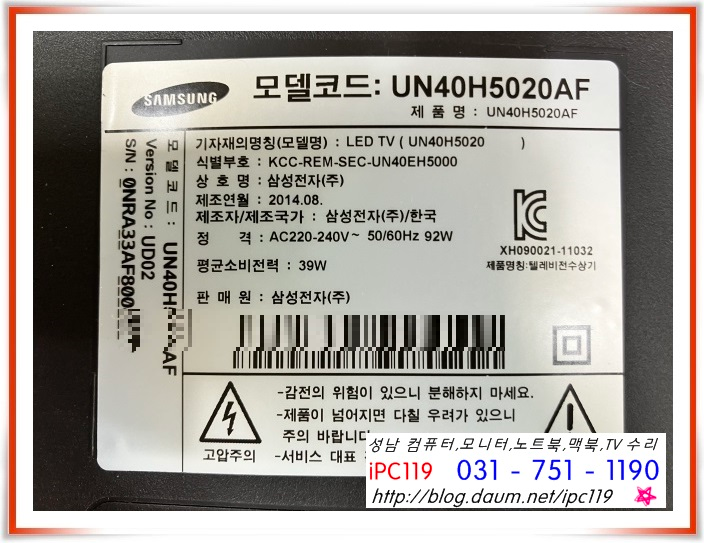 SAMSUNG
모델코드: UN40H5020AF
제 품 명 : UN40H5020AF
기자재의명칭(모델명) : LED TV ( UN40H5020 )
식별부호 : KCC-REM-SEC-UN40EH5000
상 호 명 : 삼성전자(주)
제조연월 : 2014.08.
제조자/제조국가 : 삼성전자(주)/한국
정 격 : AC220-240V~ 50/60Hz 92W
평균소비전력 : 39W
판 매 원 : 삼성전자(주)
XH090021-11032
제품명칭:텔레비전수상기
모델코드 : UN40H AF
Version No : UD02
S/N : 0NRA33AF800
-감전의 위험이 있으니 분해하지 마세요.
-제품이 넘어지면 다칠 우려가 있으니
주의 바랍니다
-서비스 대표
고압주의
성남 컴퓨터,모니터,노트북,맥북,TV 수리
iPC119 031 - 751 - 1190
http://blog.daum.net/ipc119